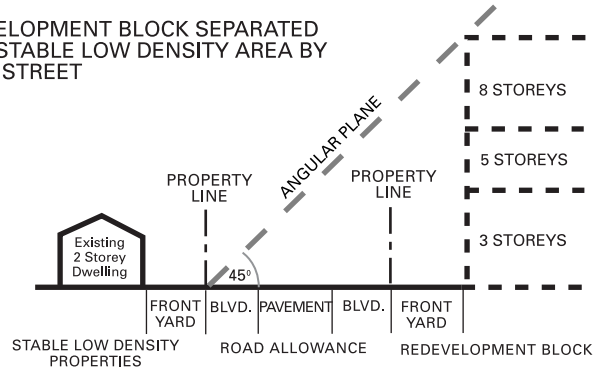 ELOPMENT BLOCK SEPARATED
STABLE LOW DENSITY AREA BY
STREET
8 STOREYS
ANGULAR PLANE
5 STOREYS
PROPERTY
LINE
PROPERTY
LINE
3 STOREYS
Existing
2 Storey
Dwelling
45⁰
FRONT
YARD
BLVD.
PAVEMENT
BLVD.
FRONT
YARD
STABLE LOW DENSITY
PROPERTIES
ROAD ALLOWANCE
REDEVELOPMENT BLOCK